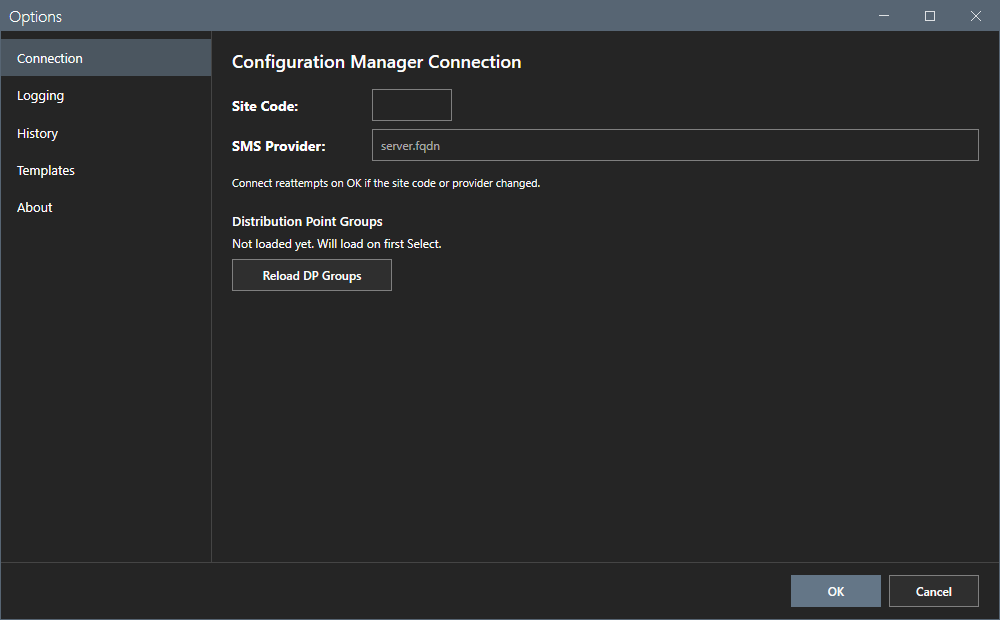 Options
Connection
Logging
History
Templates
About
Configuration Manager Connection
Site Code:
SMS Provider:
server.fqdn
Connect reattempts on OK if the site code or provider changed.
Distribution Point Groups
Not loaded yet. Will load on first Select.
Reload DP Groups
OK
Cancel